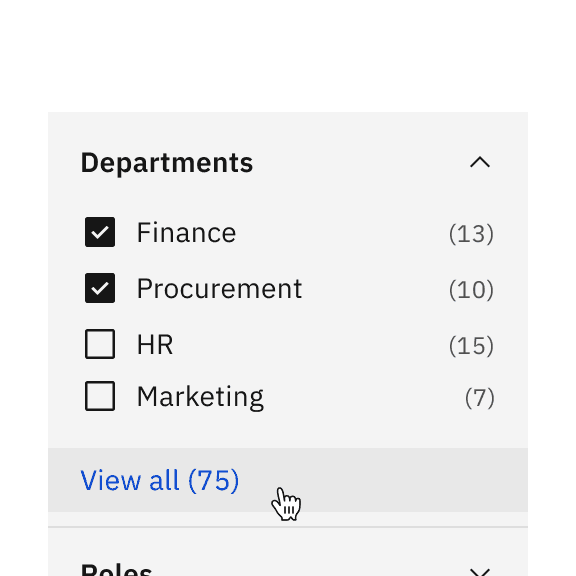 Departments
Finance (13)
Procurement (10)
HR (15)
Marketing (7)
View all (75)
Roles